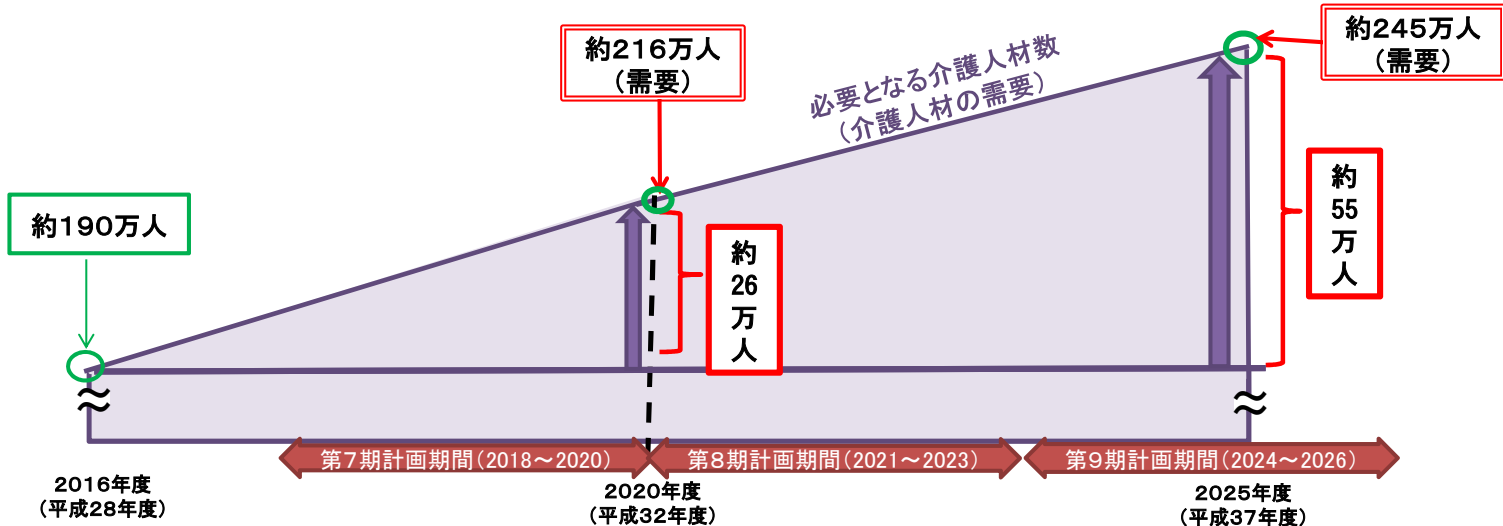 約216万人
(需要)
約245万人
(需要)
必要となる介護人材数
(介護人材の需要)
約190万人
約
26
万
人
約
55
万
人
第7期計画期間(2018～2020)
第8期計画期間(2021～2023)
第9期計画期間(2024～2026)
2016年度
(平成28年度)
2020年度
(平成32年度)
2025年度
(平成37年度)